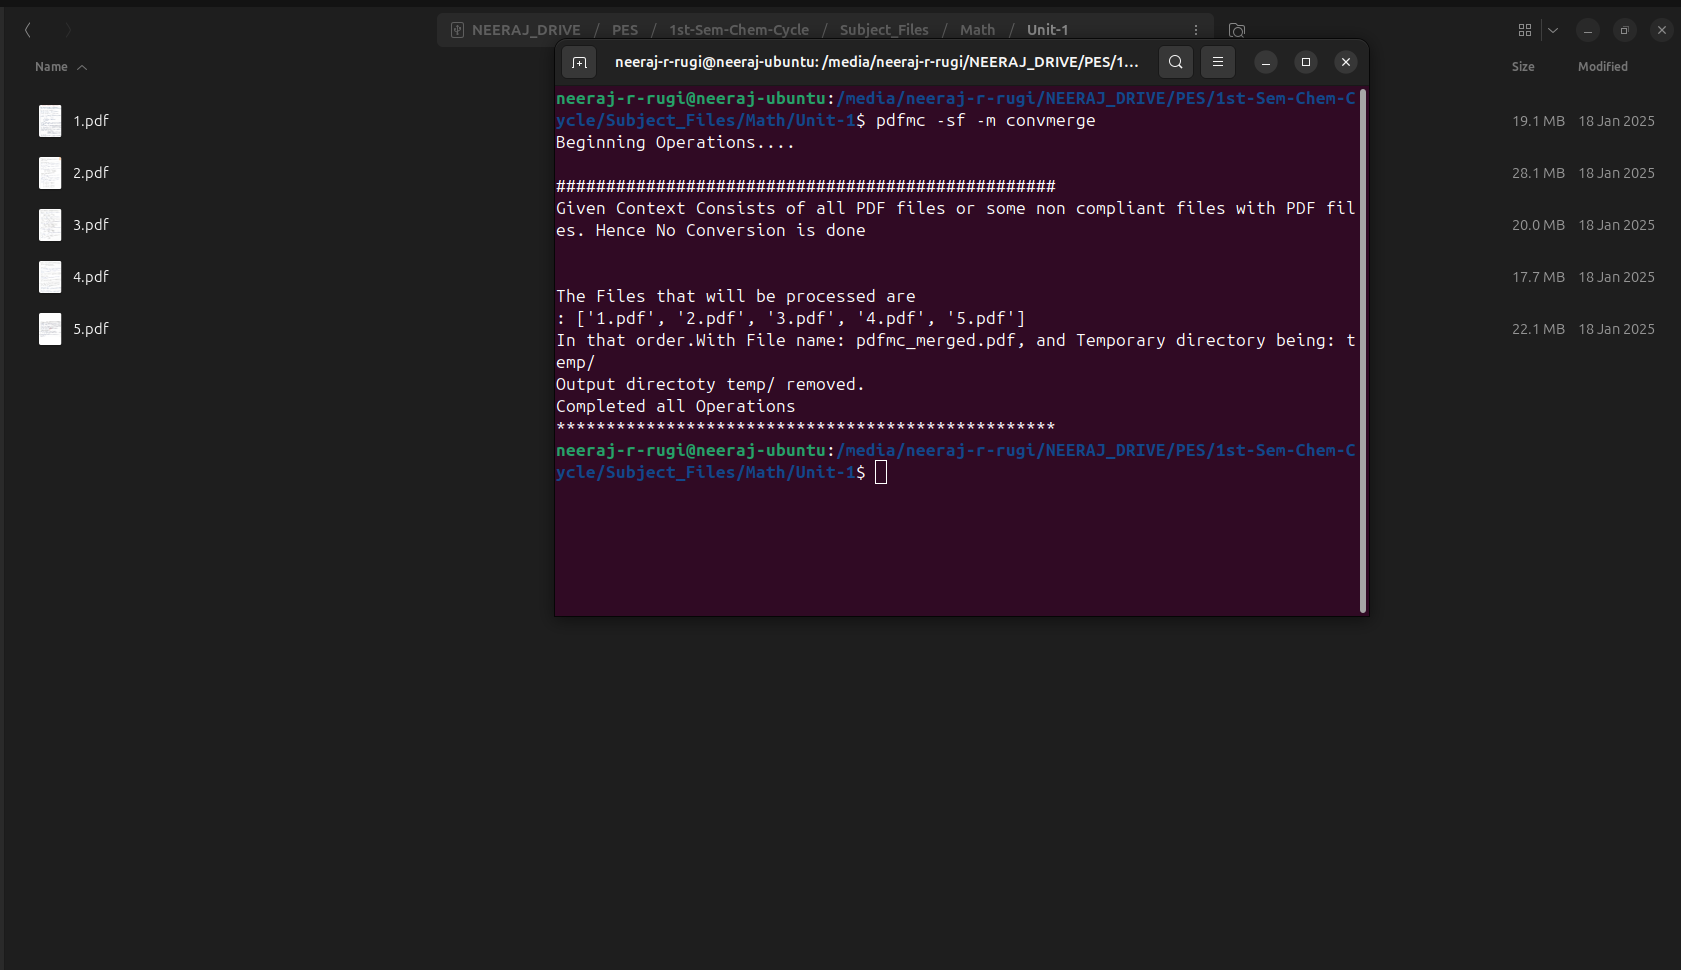 NEERAJ_DRIVE / PES / 1st-Sem-Chem-Cycle / Subject_Files / Math / Unit-1
Name
Size
Modified
neeraj-r-rugi@neeraj-ubuntu: /media/neeraj-r-rugi/NEERAJ_DRIVE/PES/1...
1.pdf
19.1 MB
18 Jan 2025
2.pdf
28.1 MB
18 Jan 2025
3.pdf
20.0 MB
18 Jan 2025
4.pdf
17.7 MB
18 Jan 2025
5.pdf
22.1 MB
18 Jan 2025
neeraj-r-rugi@neeraj-ubuntu:/media/neeraj-r-rugi/NEERAJ_DRIVE/PES/1st-Sem-Chem-C
ycle/Subject_Files/Math/Unit-1$ pdfmc -sf -m convmerge
Beginning Operations....
##################################################
Given Context Consists of all PDF files or some non compliant files with PDF fil
es. Hence No Conversion is done
The Files that will be processed are
: ['1.pdf', '2.pdf', '3.pdf', '4.pdf', '5.pdf']
In that order.With File name: pdfmc_merged.pdf, and Temporary directory being: t
emp/
Output directoty temp/ removed.
Completed all Operations
**************************************************
neeraj-r-rugi@neeraj-ubuntu:/media/neeraj-r-rugi/NEERAJ_DRIVE/PES/1st-Sem-Chem-C
ycle/Subject_Files/Math/Unit-1$